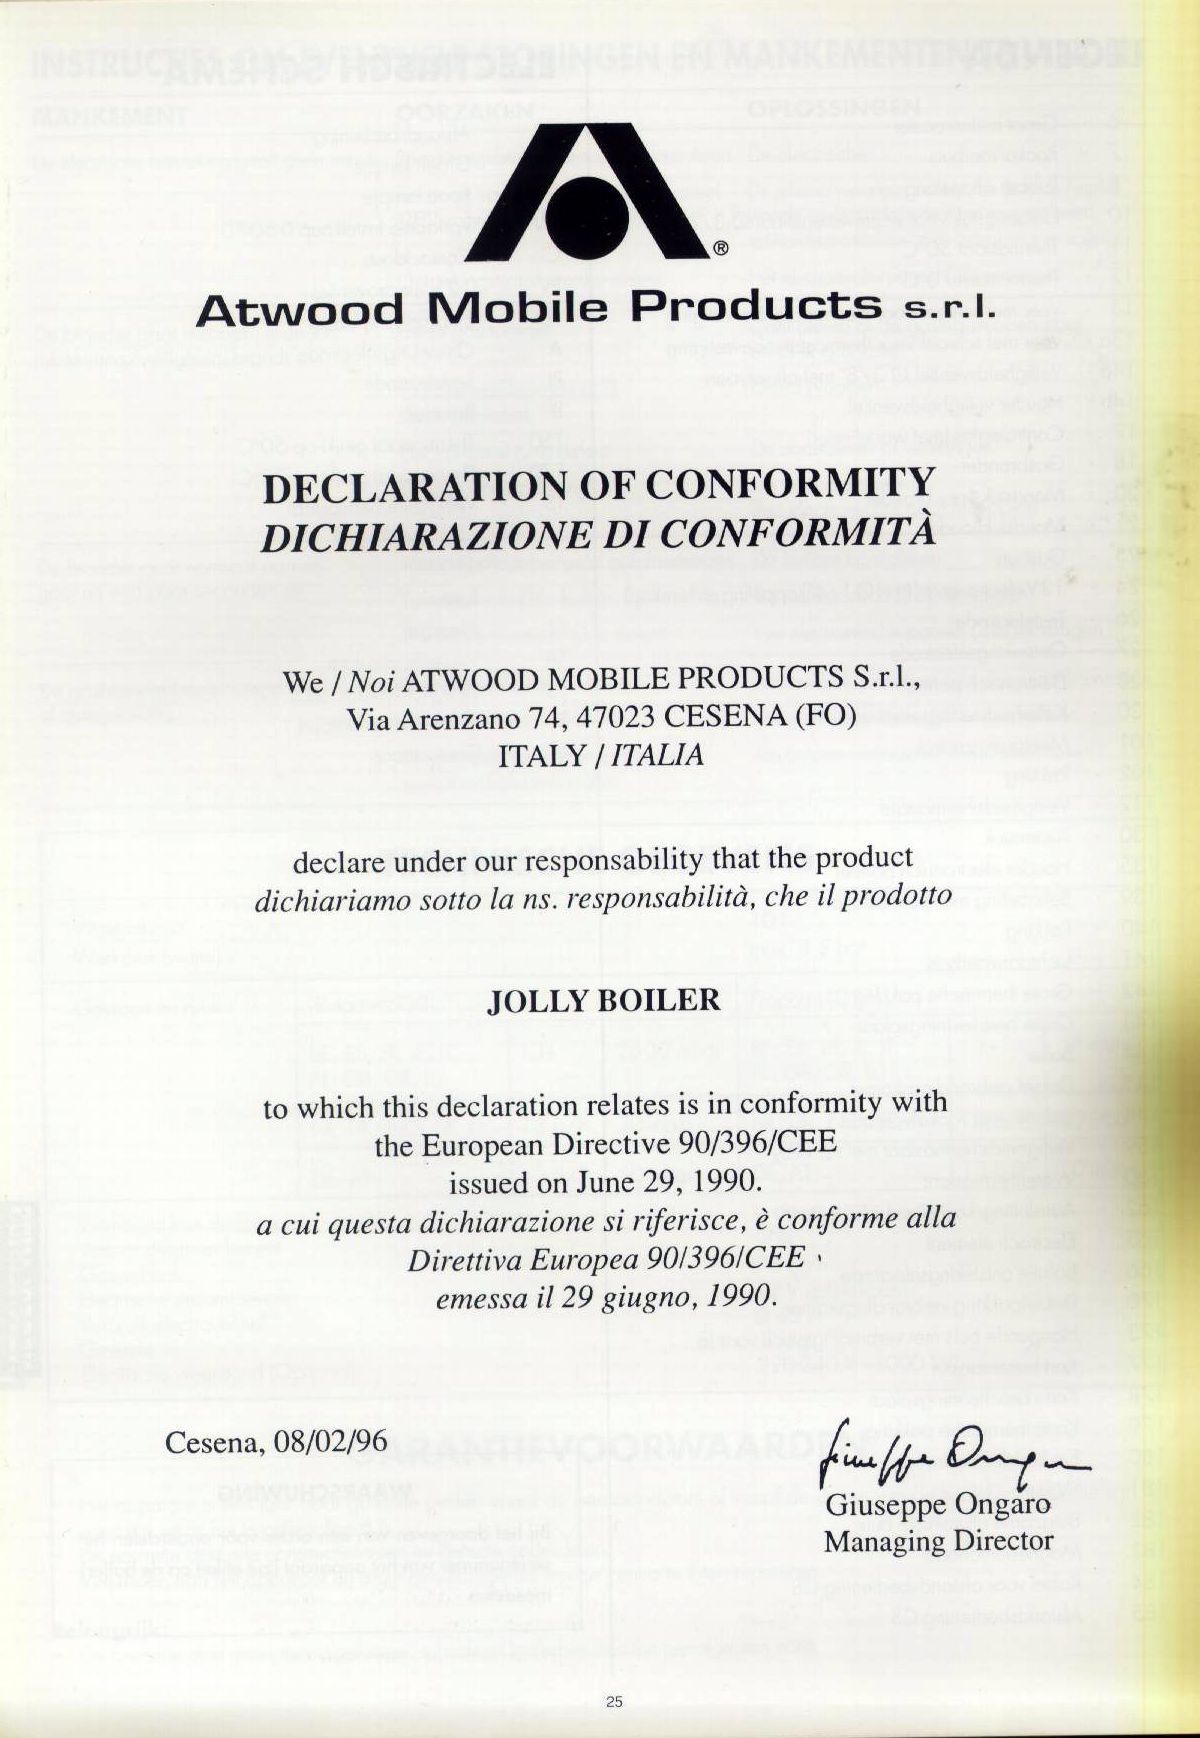 ®
Atwood Mobile Products s.r.l.
DECLARATION OF CONFORMITY
DICHIARAZIONE DI CONFORMITÀ
We / Noi ATWOOD MOBILE PRODUCTS S.r.l.,
Via Arenzano 74, 47023 CESENA (FO)
ITALY / ITALIA
declare under our responsability that the product
dichiariamo sotto la ns. responsabilità, che il prodotto
JOLLY BOILER
to which this declaration relates is in conformity with
the European Directive 90/396/CEE
issued on June 29, 1990.
a cui questa dichiarazione si riferisce, è conforme alla
Direttiva Europea 90/396/CEE
emessa il 29 giugno, 1990.
Cesena, 08/02/96
Giuseppe Ongaro
Giuseppe Ongaro
Managing Director
25